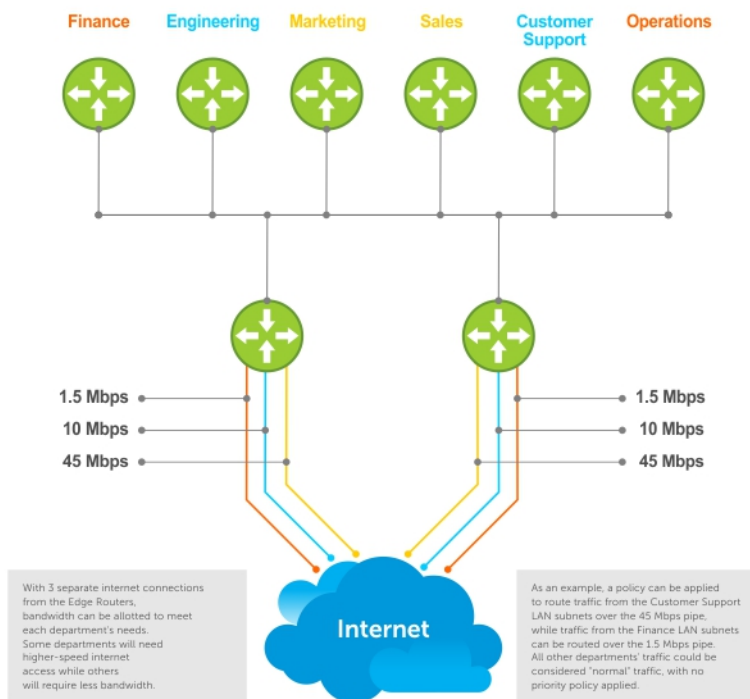 Finance Engineering Marketing Sales Customer Support Operations
1.5 Mbps 1.5 Mbps
10 Mbps 10 Mbps
45 Mbps 45 Mbps
With 3 separate internet connections
from the Edge Routers,
bandwidth can be allotted to meet
each department's needs.
Some departments will need
higher-speed internet
access while others
will require less bandwidth.
Internet
As an example, a policy can be applied
to route traffic from the Customer Support
LAN subnets over the 45 Mbps pipe,
while traffic from the Finance LAN subnets
can be routed over the 1.5 Mbps pipe.
All other departments' traffic could be
considered "normal" traffic, with no
priority policy applied.